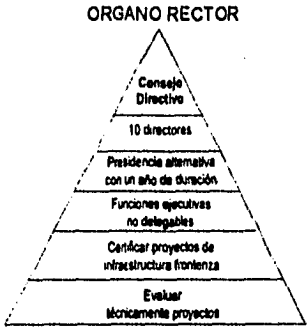 ORGANO RECTOR
Consejo
Directivo
10 directores
Presidencia alternativa
con un año de duración
Funciones ejecutivas
no delegables
Certificar proyectos de
infraestructura fronteriza
Evaluar
técnicamente proyectos